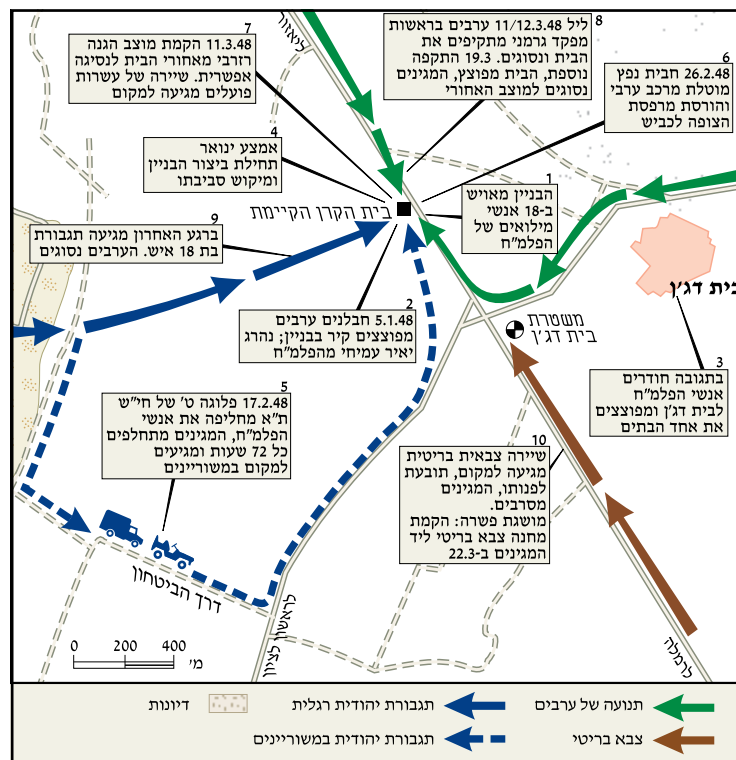 ליאזור
7
11.3.48 הקמת מוצב הגנה
רזרבי מאחורי הבית לנסיגה
אפשרית. שיירה של עשרות
פועלים מגיעה למקום
8
ליל 11/12.3.48 ערבים בראשות
מפקד גרמני מתקיפים את
הבית ונסוגים. 19.3 התקפה
נוספת, הבית מפוצץ, המגינים
נסוגים למוצב האחורי
6
26.2.48 חבית נפץ
מוטלת מרכב ערבי
והורסת מרפסת
הצופה לכביש
4
אמצע ינואר
תחילת ביצור הבניין
ומיקוש סביבתו
1
הבניין מאויש
ב-18 אנשי
מילואים של
הפלמ"ח
בית הקרן הקיימת
9
ברגע האחרון מגיעה תגבורת
בת 18 איש. הערבים נסוגים
בית דג'ן
2
5.1.48 חבלנים ערבים
מפוצצים קיר בבניין; נהרג
יאיר עמיחי מהפלמ"ח
משטרת
בית דג'ן
3
בתגובה חודרים
אנשי הפלמ"ח
לבית דג'ן ומפוצצים
את אחד הבתים
5
17.2.48 פלוגה ט' של חי"ש
ת"א מחליפה את אנשי
הפלמ"ח, המגינים מתחלפים
כל 72 שעות ומגיעים
למקום במשוריינים
10
שיירה צבאית בריטית
מגיעה למקום, תובעת
לפנותו, המגינים
מסרבים.
מושגת פשרה: הקמת
מחנה צבא בריטי ליד
המגינים ב-22.3
דרך הביטחון
לראשון לציון
לרמלה
0 200 400
מ'
תנועה של ערבים
תגבורת יהודית רגלית
דיונות
צבא בריטי
תגבורת יהודית במשוריינים